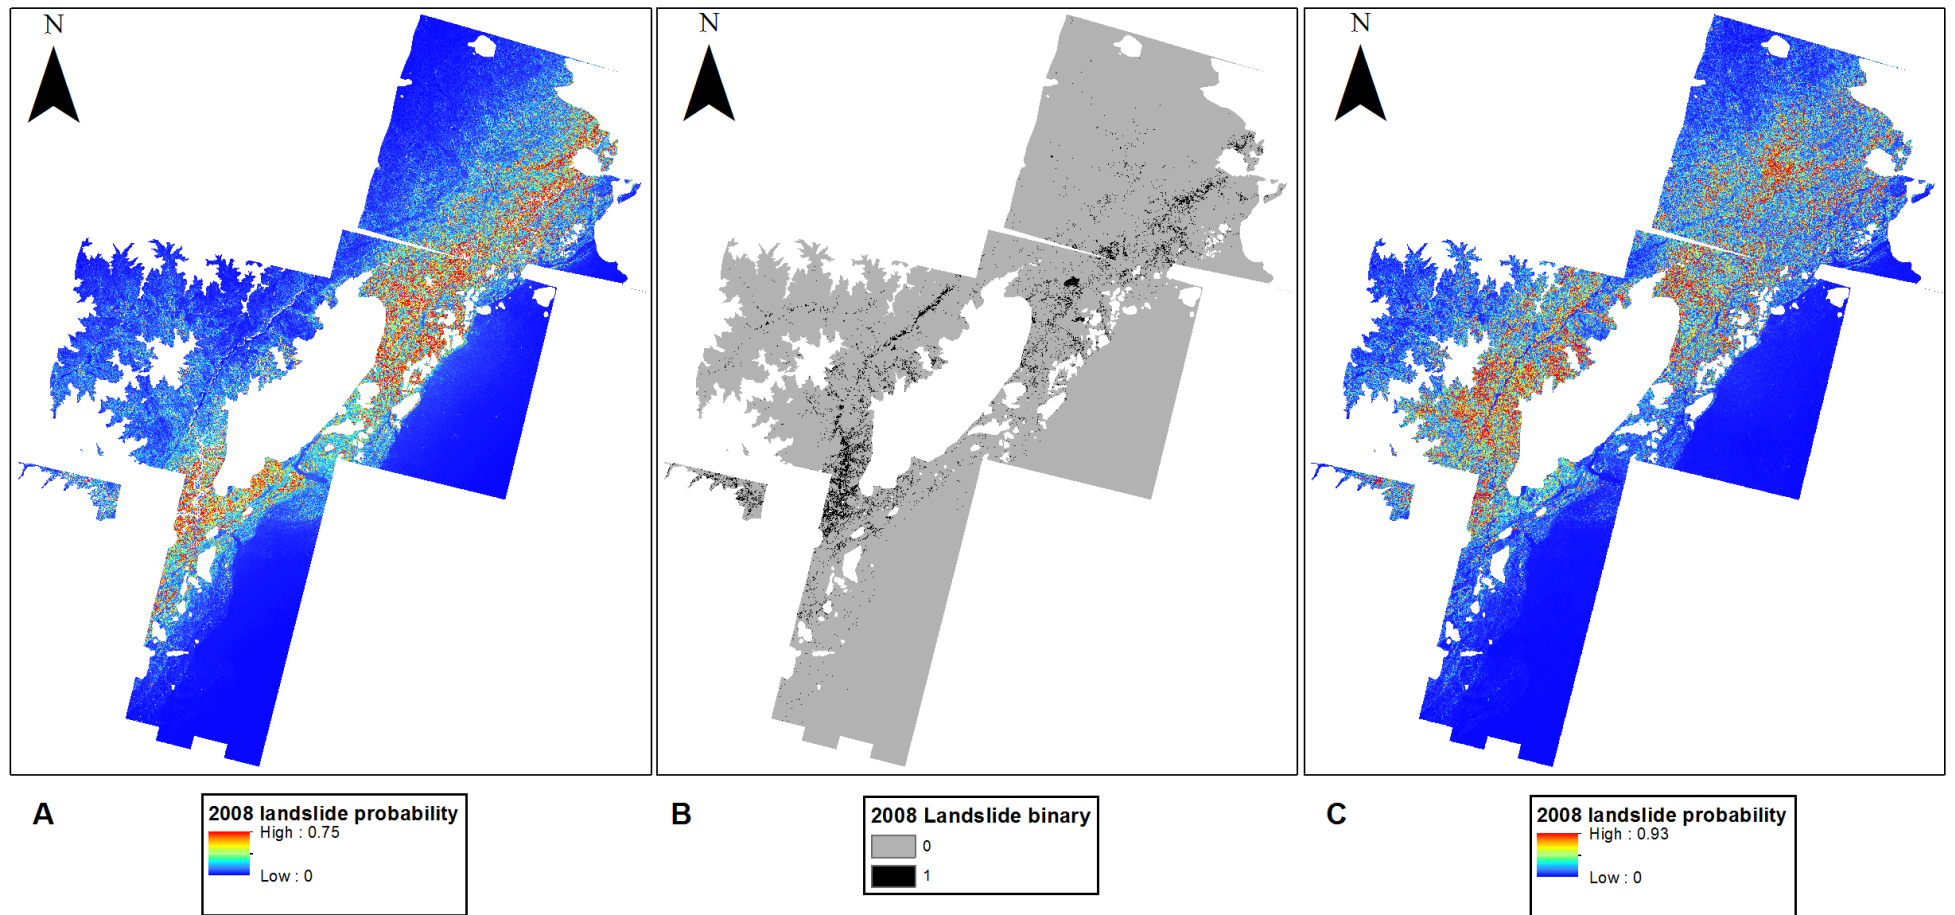 N
N
N
A
2008 landslide probability
High : 0.75
Low : 0
B
2008 Landslide binary
0
1
C
2008 landslide probability
High : 0.93
Low : 0